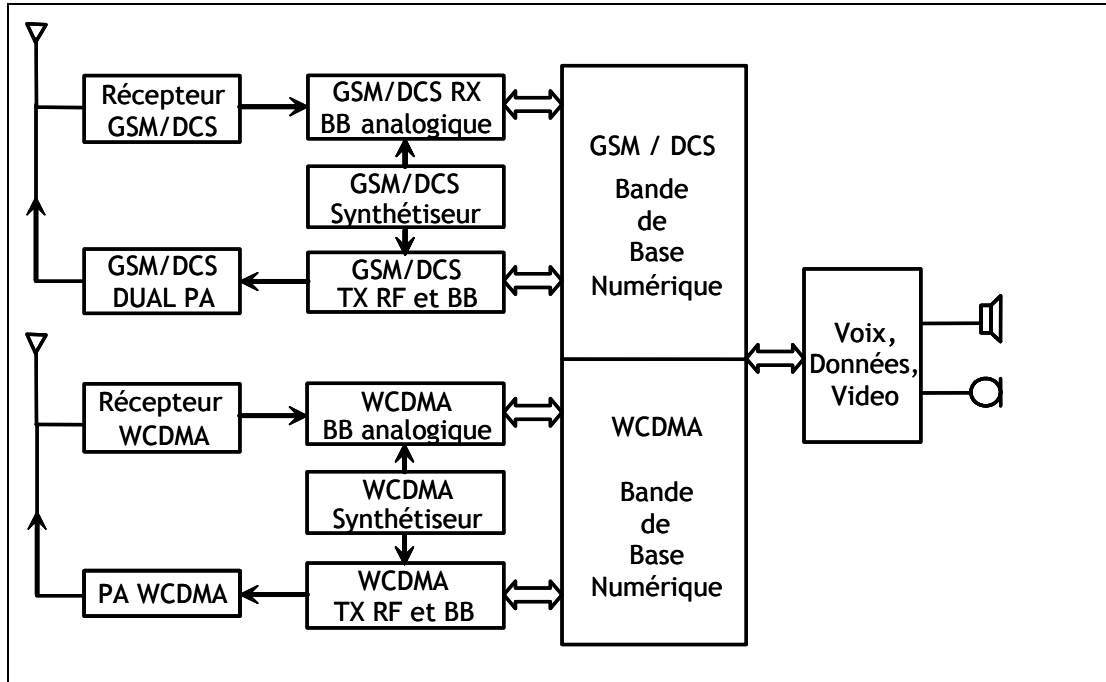 Récepteur
GSM/DCS
GSM/DCS RX
BB analogique
GSM/DCS
Synthétiseur
GSM/DCS
DUAL PA
GSM/DCS
TX RF et BB
GSM / DCS
Bande
de
Base
Numérique
Récepteur
WCDMA
WCDMA
BB analogique
WCDMA
Synthétiseur
PA WCDMA
WCDMA
TX RF et BB
WCDMA
Bande
de
Base
Numérique
Voix,
Données,
Video